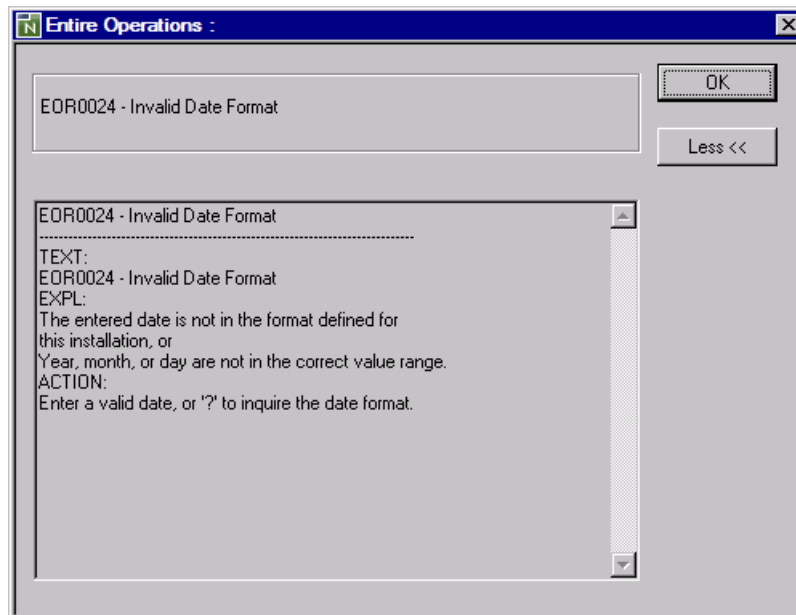 Entire Operations :
EOR0024 - Invalid Date Format
OK
Less <<
EOR0024 - Invalid Date Format
--------------------------------------------------------------------------
TEXT:
EOR0024 - Invalid Date Format
EXPL:
The entered date is not in the format defined for
this installation, or
Year, month, or day are not in the correct value range.
ACTION:
Enter a valid date, or '?' to inquire the date format.